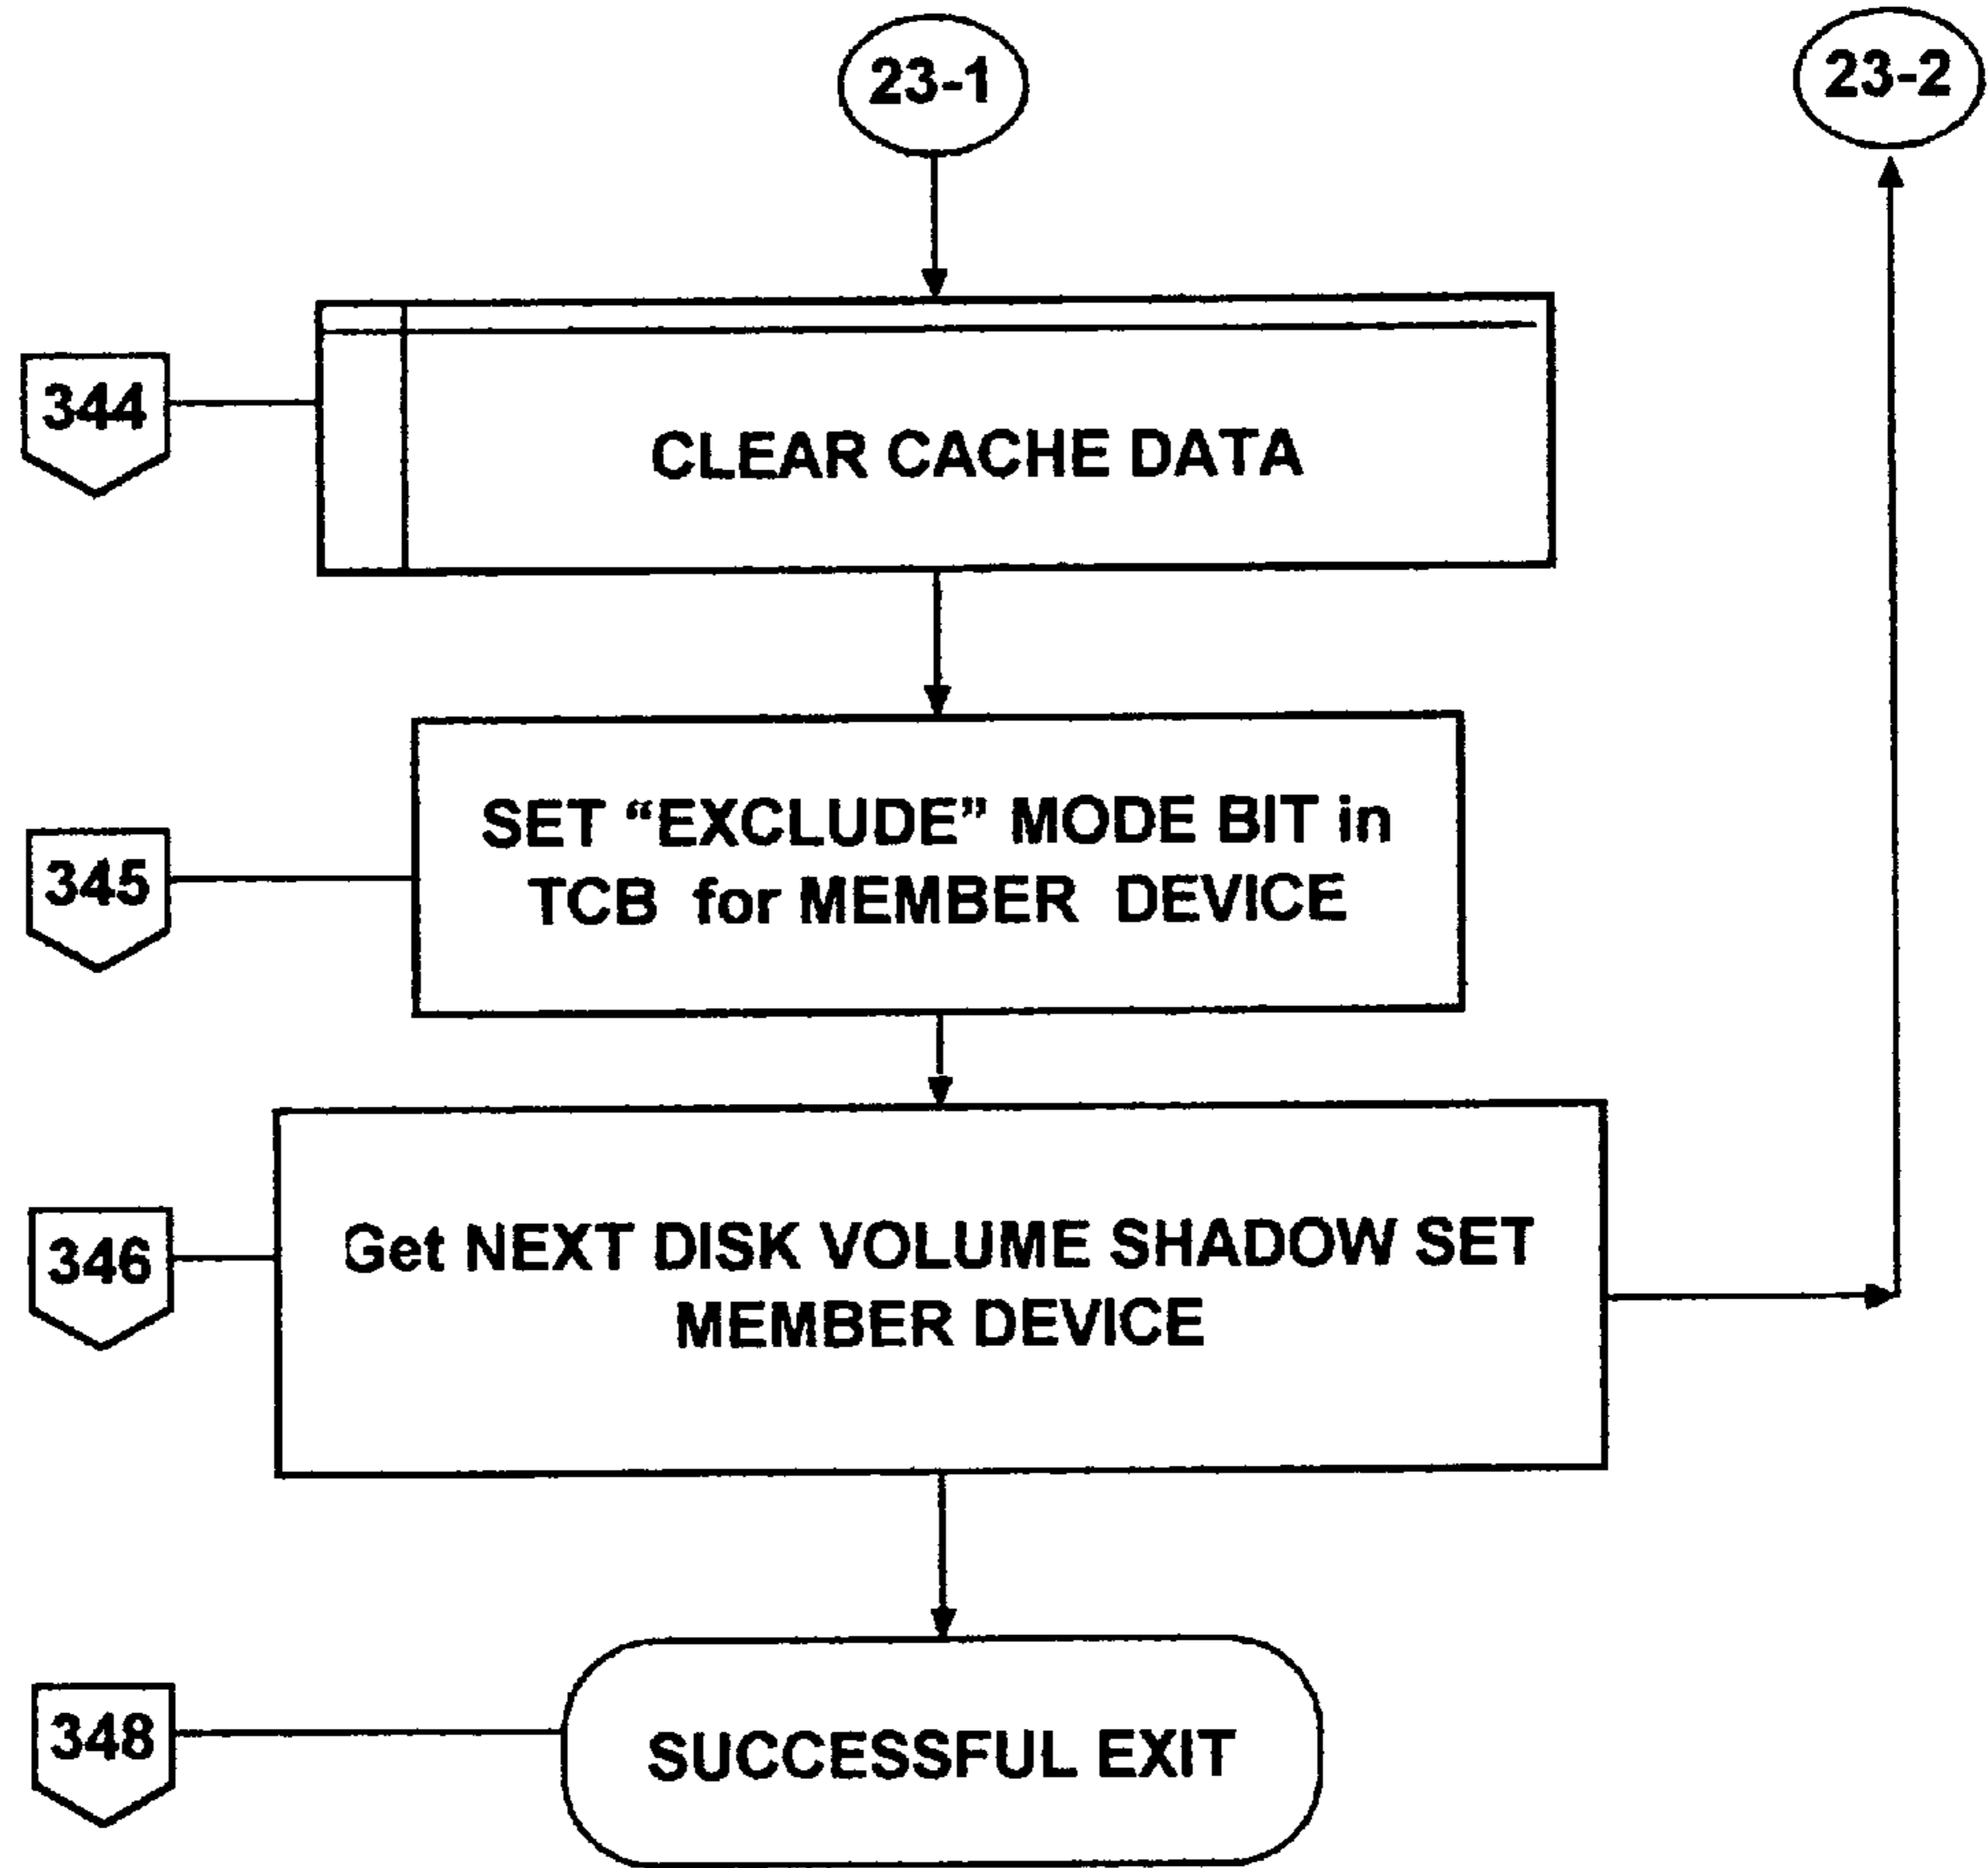 23-1
23-2
344
CLEAR CACHE DATA
345
SET “EXCLUDE” MODE BIT in
TCB for MEMBER DEVICE
346
Get NEXT DISK VOLUME SHADOW SET
MEMBER DEVICE
348
SUCCESSFUL EXIT